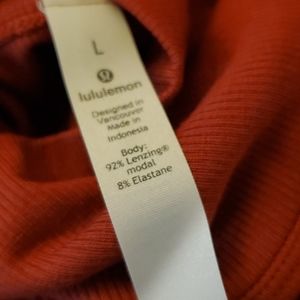 L
lululemon
Designed in
Vancouver
Made in
Indonesia
Body:
92% Lenzing®
modal
8% Elastane